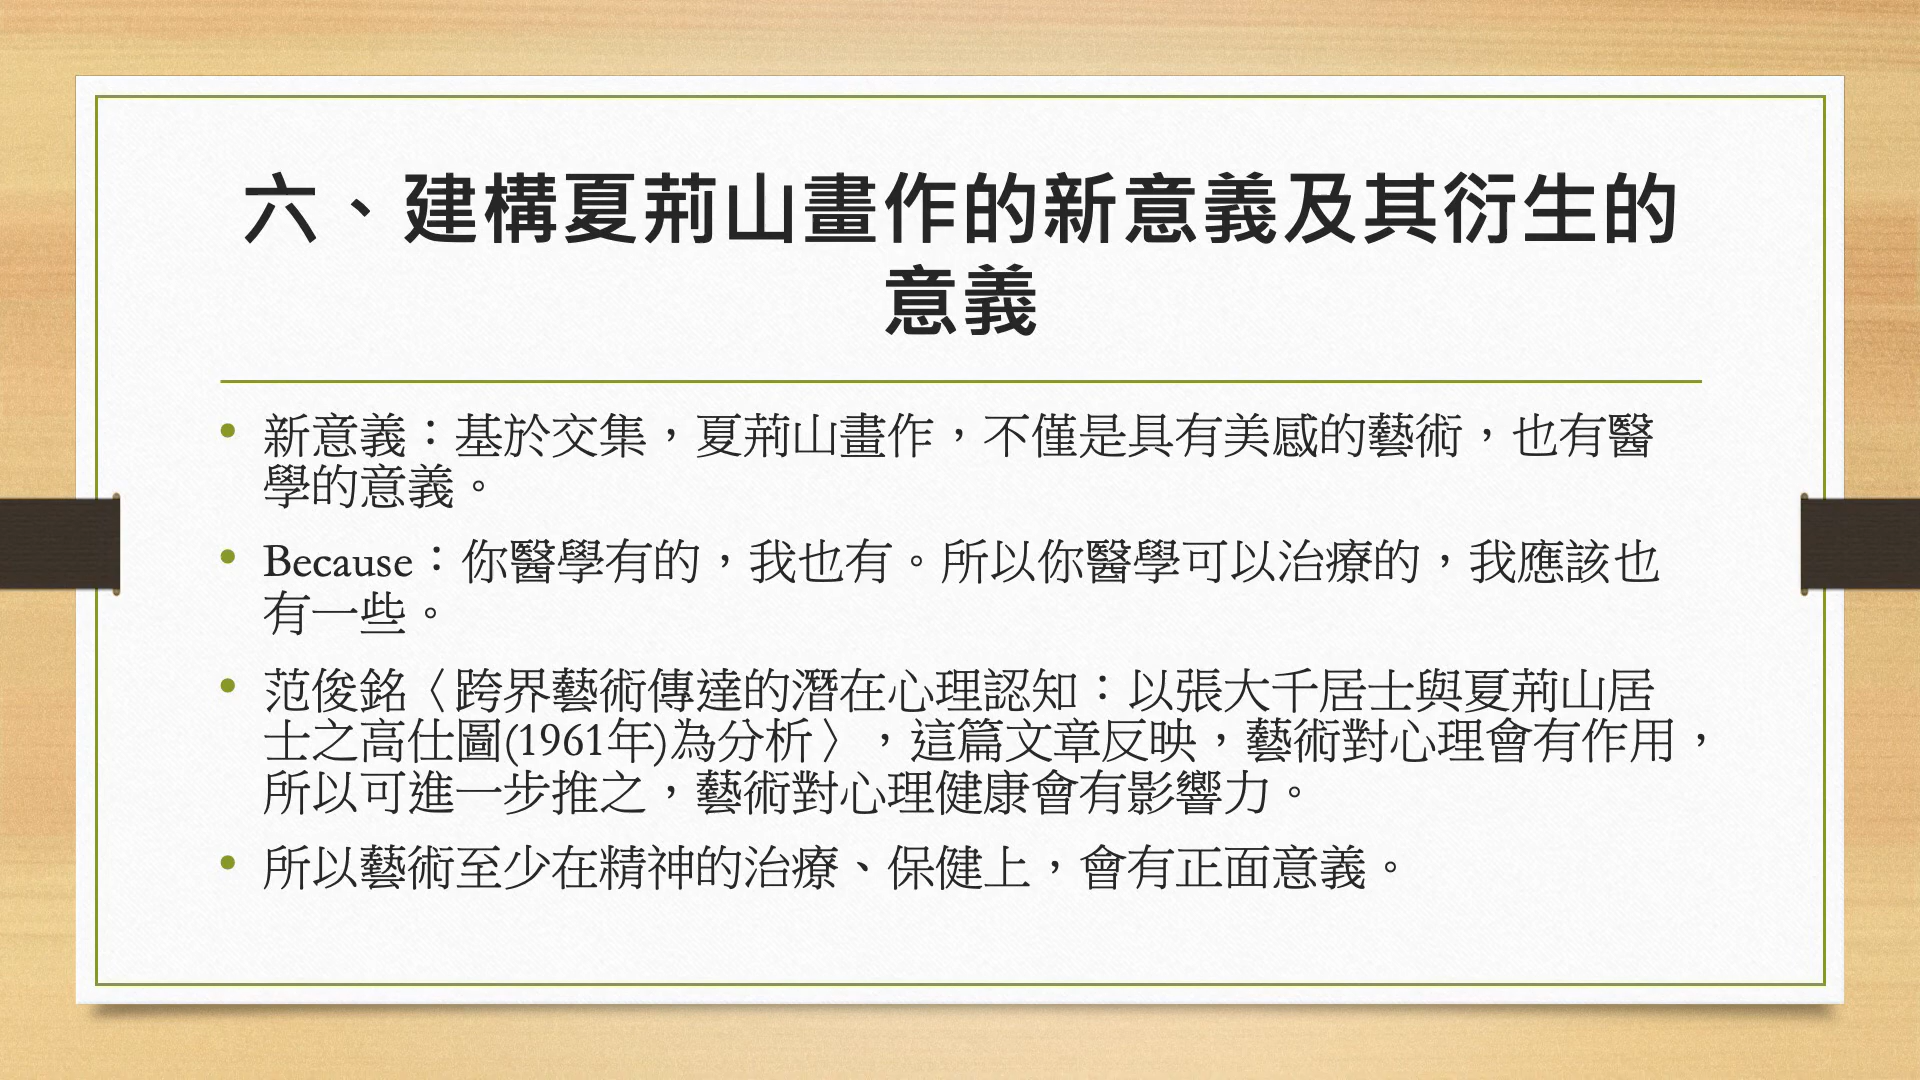 六、建構夏荊山畫作的新意義及其衍生的
意義
• 新意義：基於交集，夏荊山畫作，不僅是具有美感的藝術，也有醫
學的意義。
• Because：你醫學有的，我也有。所以你醫學可以治療的，我應該也
有一些。
• 范俊銘〈跨界藝術傳達的潛在心理認知：以張大千居士與夏荊山居
士之高仕圖(1961年)為分析〉，這篇文章反映，藝術對心理會有作用，
所以可進一步推之，藝術對心理健康會有影響力。
• 所以藝術至少在精神的治療、保健上，會有正面意義。